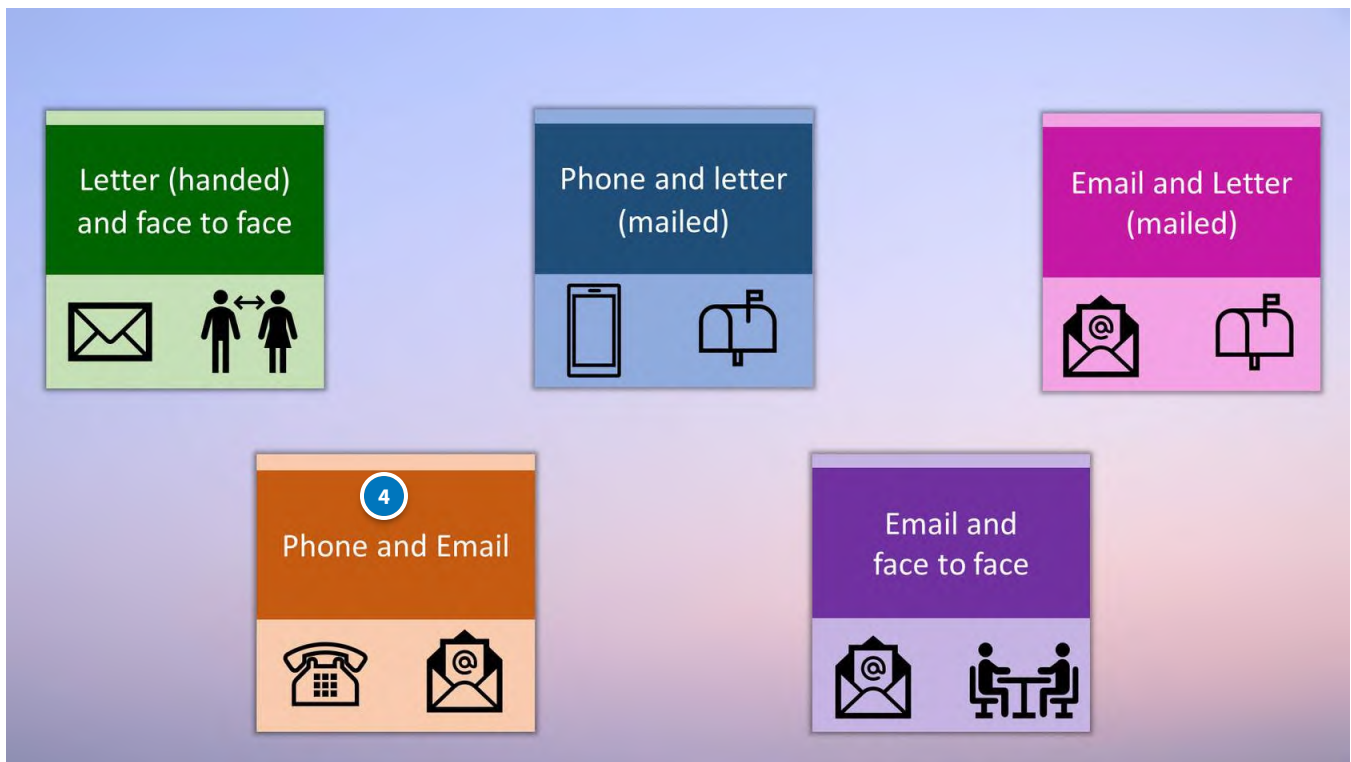 Letter (handed)
and face to face
Phone and letter
(mailed)
Email and Letter
(mailed)
@
4
Phone and Email
@
Email and
face to face
@